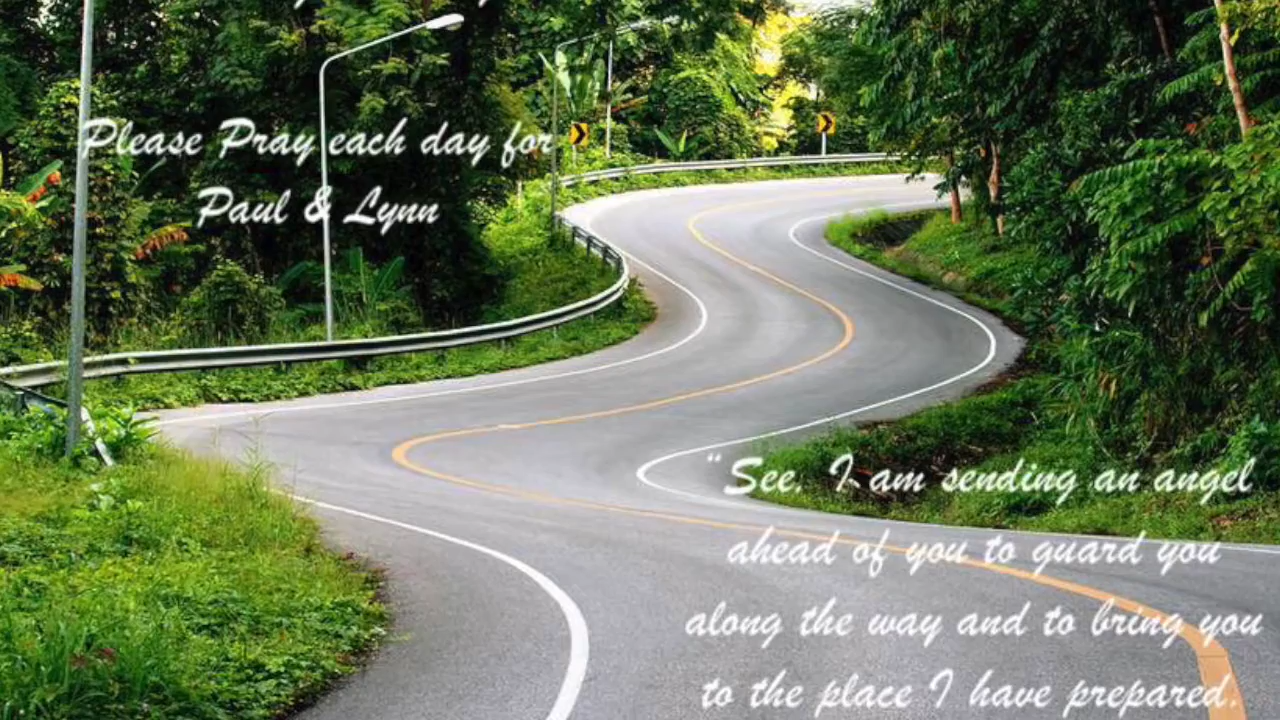 Please Pray each day for
Paul & Lynn
“See, I am sending an angel
ahead of you to guard you
along the way and to bring you
to the place I have prepared.